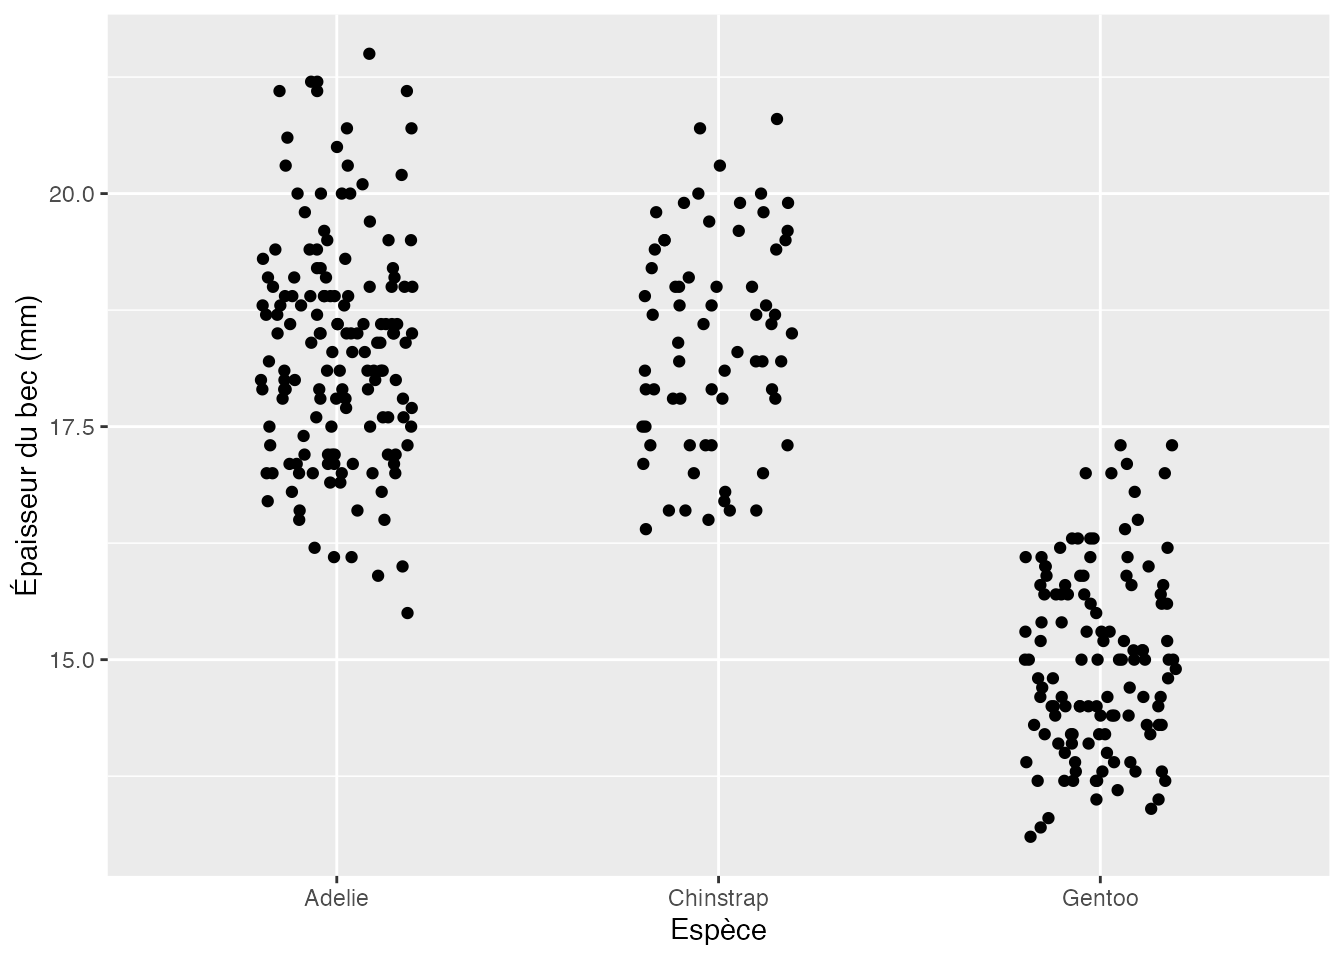 Épaisseur du bec (mm)
20.0
17.5
15.0
Adelie
Chinstrap
Gentoo
Espèce